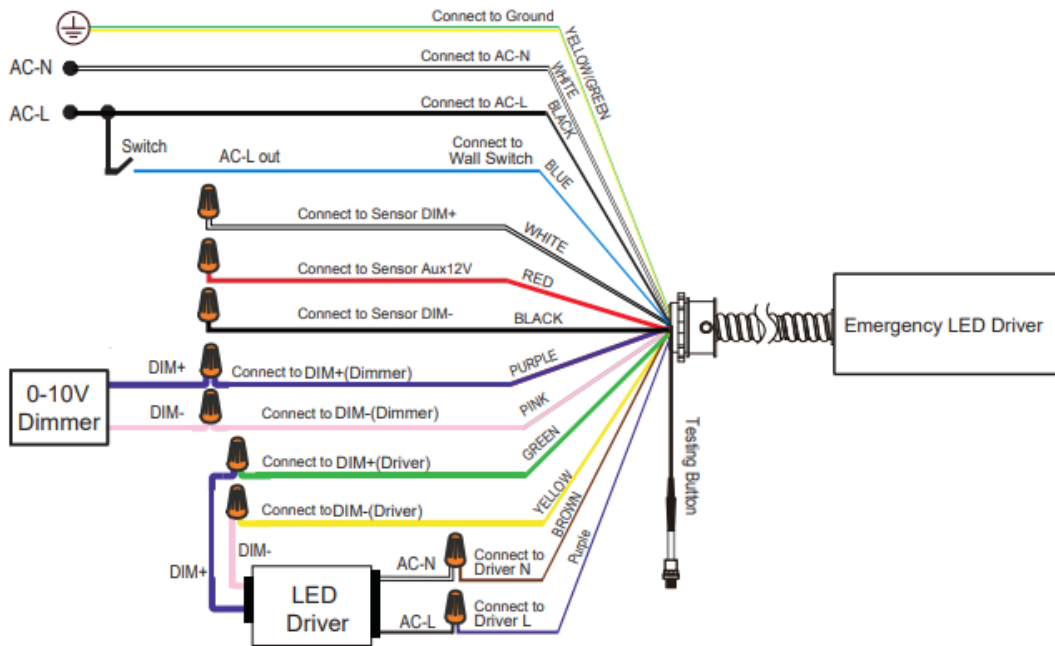 Connect to Ground
YELLOW/GREEN
AC-N
Connect to AC-N
WHITE
AC-L
Connect to AC-L
BLACK
Switch
AC-L out
Connect to
Wall Switch
BLUE
Connect to Sensor DIM+
WHITE
Connect to Sensor Aux12V
RED
Connect to Sensor DIM-
BLACK
Emergency LED Driver
0-10V
Dimmer
DIM+
Connect to DIM+(Dimmer)
PURPLE
DIM-
Connect to DIM-(Dimmer)
PINK
Connect to DIM+(Driver)
GREEN
Connect to DIM-(Driver)
YELLOW
BROWN
Purple
Testing Button
DIM-
DIM+
LED
Driver
AC-N
Connect to
Driver N
AC-L
Connect to
Driver L